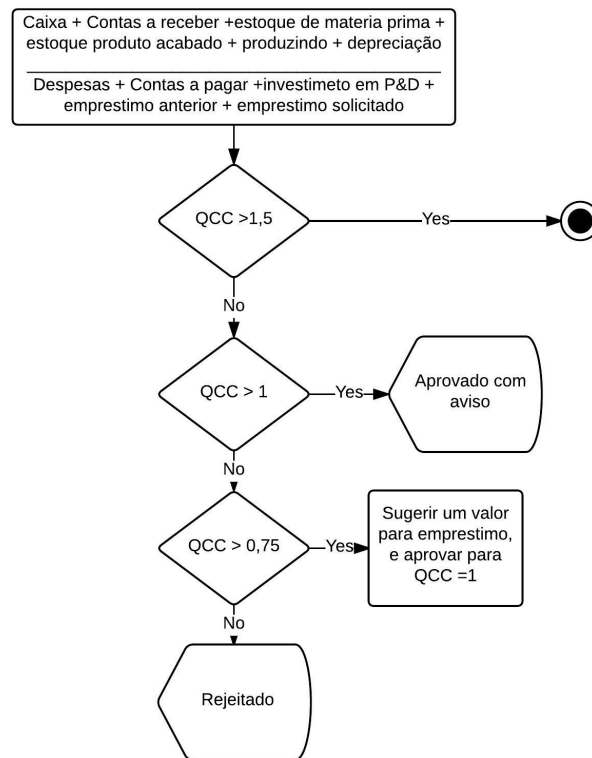 Caixa + Contas a receber +estoque de materia prima +
estoque produto acabado + produzindo + depreciação
Despesas + Contas a pagar +investimeto em P&D +
emprestimo anterior + emprestimo solicitado
QCC >1,5
Yes
No
QCC > 1
Yes
Aprovado com
aviso
No
QCC > 0,75
Yes
Sugerir um valor
para emprestimo,
e aprovar para
QCC =1
No
Rejeitado